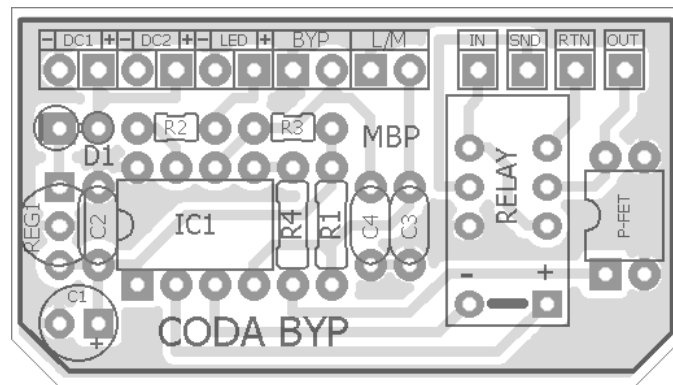 - DC1 + - DC2 + - LED + BYP L/M IN SND RTN OUT
R2 R3 MBP
D1
RELAY
REG1 C2 IC1 R4 R1 C4 C3 P-FET
- +
C1
+
CODA BYP